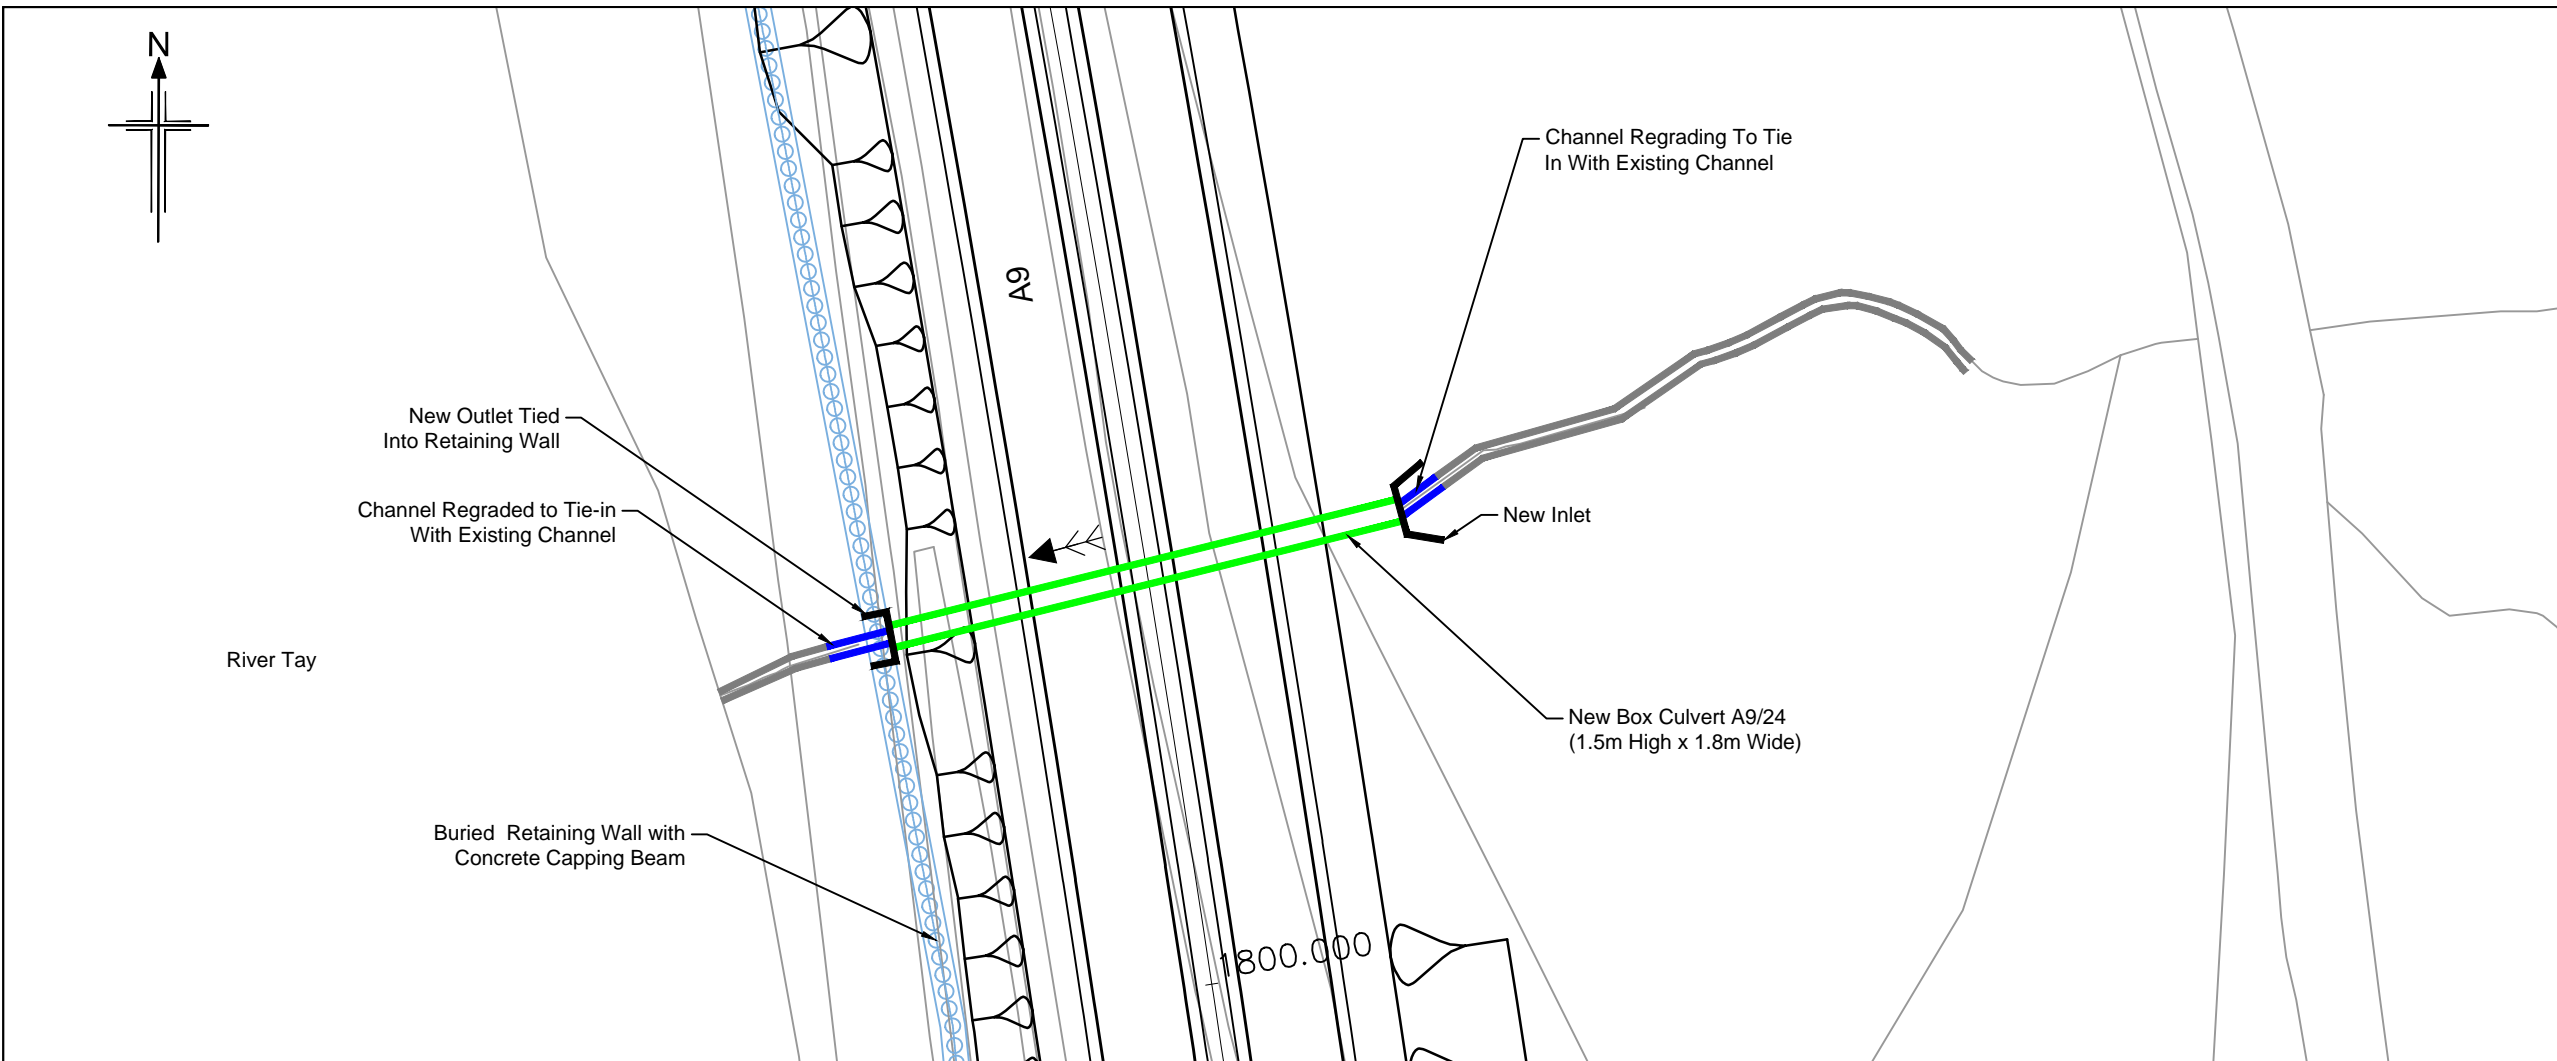 N
Channel Regrading To Tie
In With Existing Channel
A9
New Outlet Tied
Into Retaining Wall
Channel Regraded to Tie-in
With Existing Channel
New Inlet
River Tay
New Box Culvert A9/24
(1.5m High x 1.8m Wide)
Buried Retaining Wall with
Concrete Capping Beam
1800.000